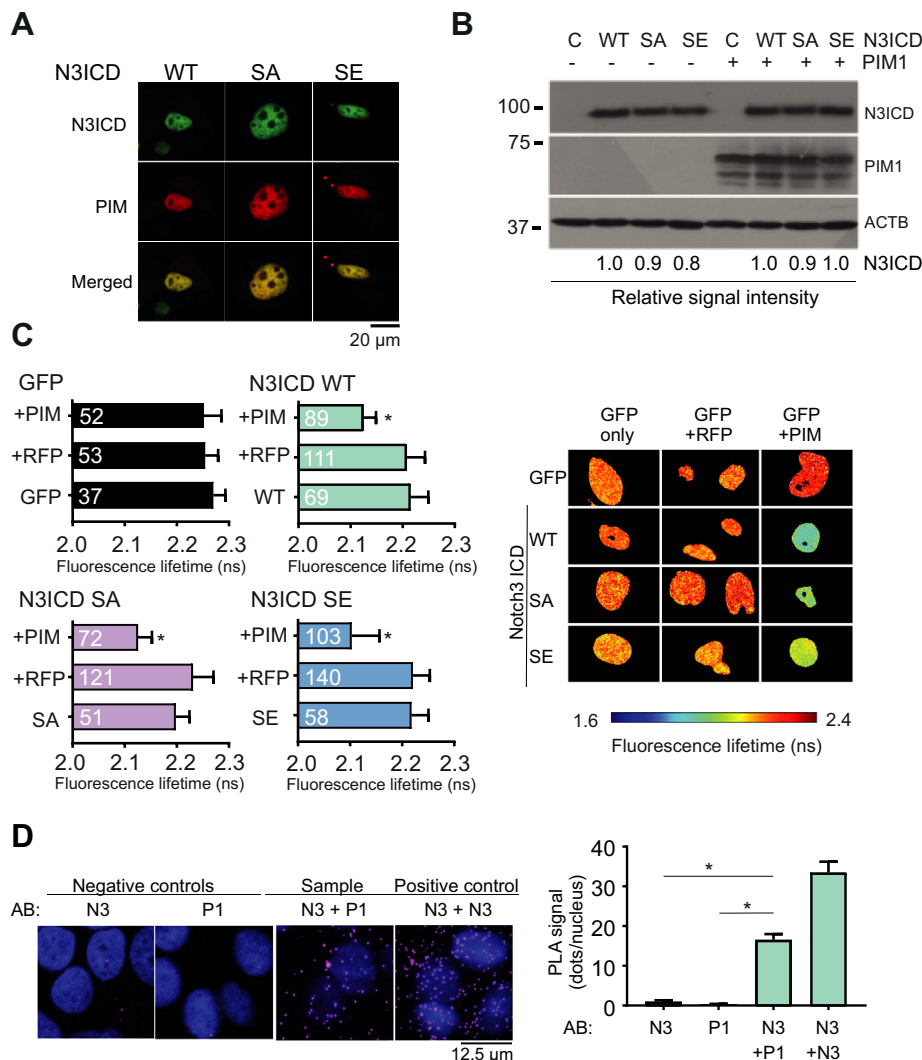 A
N3ICD WT SA SE
N3ICD
PIM
Merged
20 µm
B
C WT SA SE C WT SA SE N3ICD
- - - - + + + + PIM1
100
75
37
N3ICD
PIM1
ACTB
1.0 0.9 0.8 1.0 0.9 1.0 N3ICD
Relative signal intensity
C
GFP
+PIM 52
+RFP 53
GFP 37
2.0 2.1 2.2 2.3
Fluorescence lifetime (ns)
N3ICD WT
+PIM 89 *
+RFP 111
WT 69
2.0 2.1 2.2 2.3
Fluorescence lifetime (ns)
N3ICD SA
+PIM 72 *
+RFP 121
SA 51
2.0 2.1 2.2 2.3
Fluorescence lifetime (ns)
N3ICD SE
+PIM 103 *
+RFP 140
SE 58
2.0 2.1 2.2 2.3
Fluorescence lifetime (ns)
GFP only
GFP +RFP
GFP +PIM
GFP
Notch3 ICD
WT
SA
SE
1.6 2.4
Fluorescence lifetime (ns)
D
Negative controls Sample Positive control
AB: N3 P1 N3 + P1 N3 + N3
12.5 µm
PLA signal
(dots/nucleus)
40
30
20
10
0
* 
*
AB: N3 P1 N3 N3
+P1 +N3